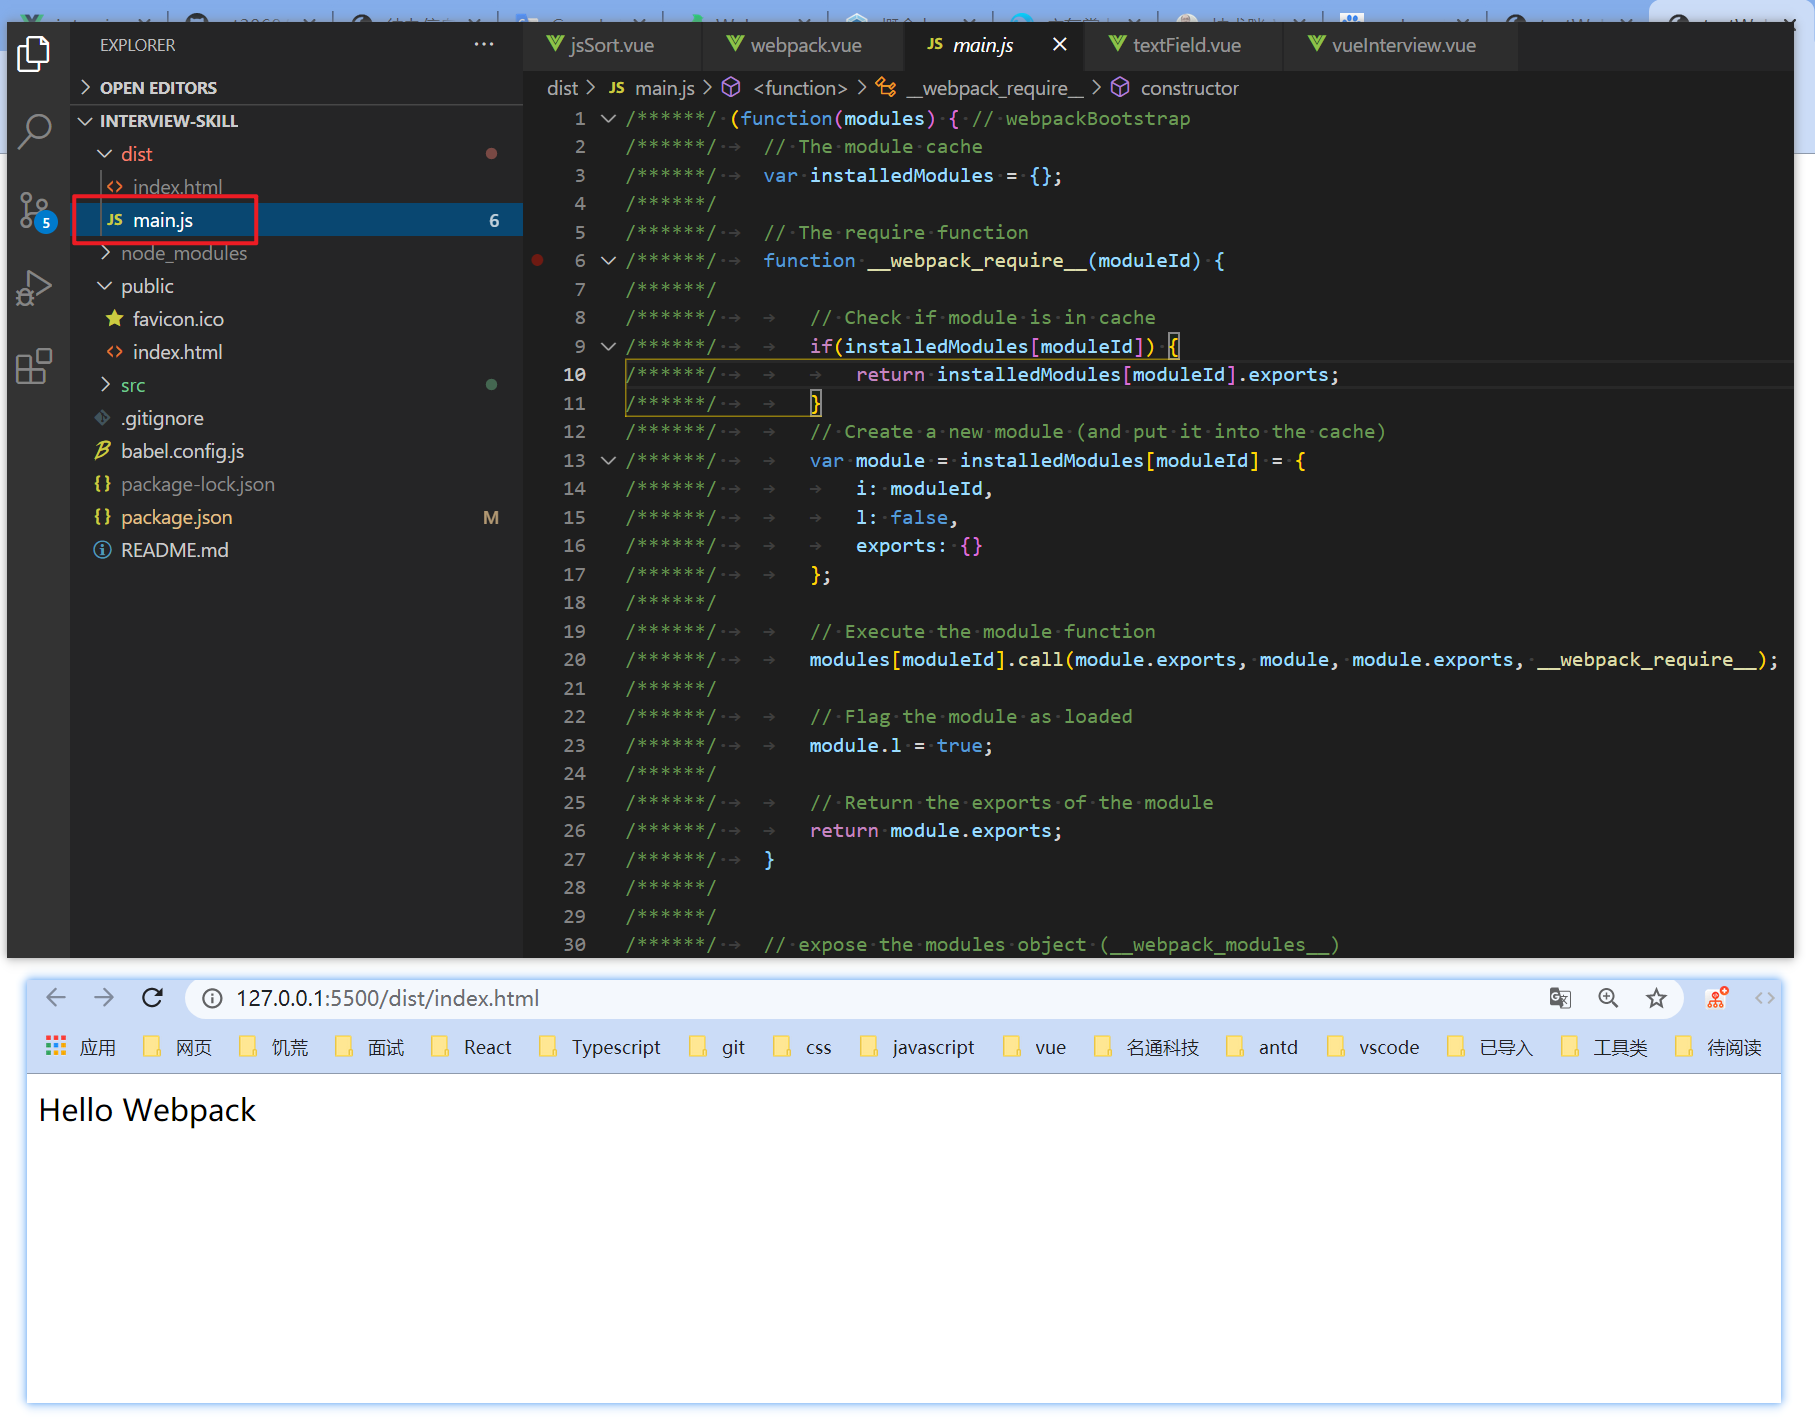 EXPLORER
OPEN EDITORS
INTERVIEW-SKILL
dist
index.html
main.js 6
node_modules
public
favicon.ico
index.html
src
.gitignore
babel.config.js
package-lock.json
package.json M
README.md
5
jsSort.vue webpack.vue JS main.js textField.vue vueInterview.vue
dist > JS main.js > <function> > __webpack_require__ > constructor
1 /******/ (function(modules) { // webpackBootstrap
2 /******/ // The module cache
3 /******/ var installedModules = {};
4 /******/
5 /******/ // The require function
6 /******/ function __webpack_require__(moduleId) {
7 /******/
8 /******/ // Check if module is in cache
9 /******/ if(installedModules[moduleId]) {
10 /******/ return installedModules[moduleId].exports;
11 /******/ }
12 /******/ // Create a new module (and put it into the cache)
13 /******/ var module = installedModules[moduleId] = {
14 /******/ i: moduleId,
15 /******/ l: false,
16 /******/ exports: {}
17 /******/ };
18 /******/
19 /******/ // Execute the module function
20 /******/ modules[moduleId].call(module.exports, module, module.exports, __webpack_require__);
21 /******/
22 /******/ // Flag the module as loaded
23 /******/ module.l = true;
24 /******/
25 /******/ // Return the exports of the module
26 /******/ return module.exports;
27 /******/ }
28 /******/
29 /******/
30 /******/ // expose the modules object (__webpack_modules__)
127.0.0.1:5500/dist/index.html
应用 网页 饥荒 面试 React Typescript git css javascript vue 名通科技 antd vscode 已导入 工具类 待阅读
Hello Webpack